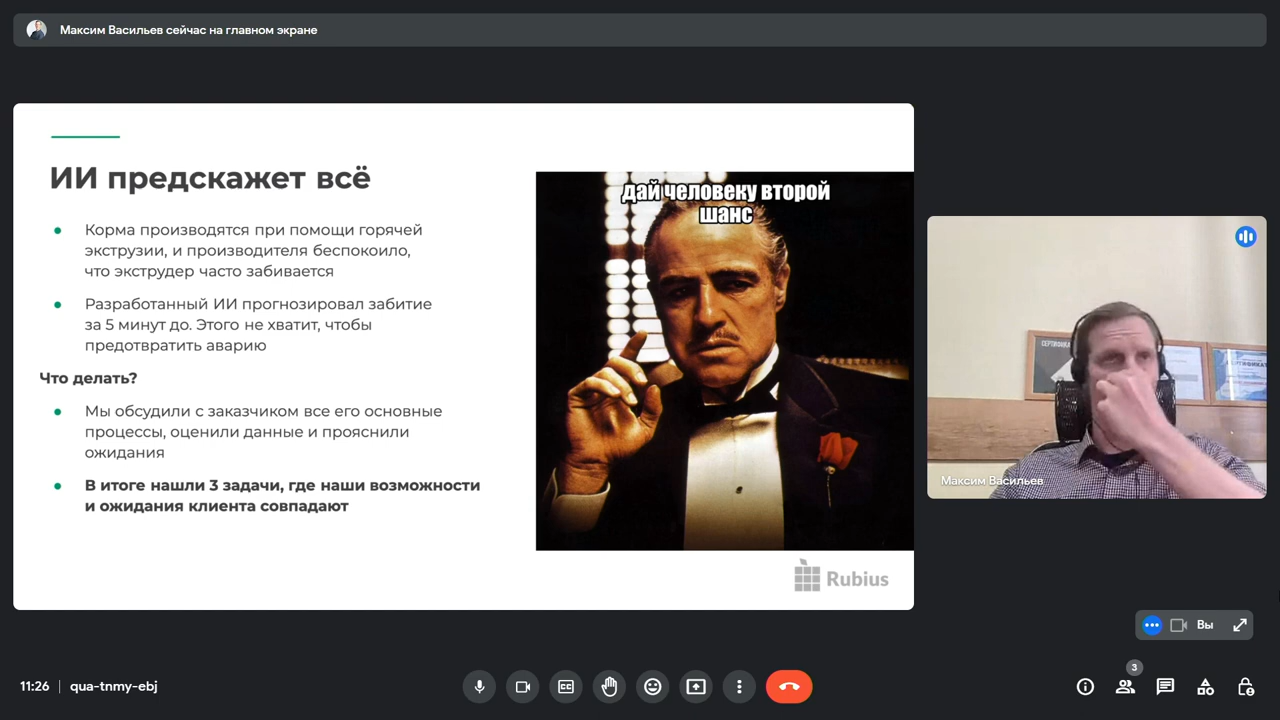 Максим Васильев сейчас на главном экране
ИИ предскажет всё
Корма производятся при помощи горячей
экструзии, и производителя беспокоило,
что экструдер часто забивается
Разработанный ИИ прогнозировал забитие
за 5 минут до. Этого не хватит, чтобы
предотвратить аварию
Что делать?
Мы обсудили с заказчиком все его основные
процессы, оценили данные и прояснили
ожидания
В итоге нашли 3 задачи, где наши возможности
и ожидания клиента совпадают
дай человеку второй
шанс
Rubius
Максим Васильев
Вы
11:26
qua-tnmy-ebj
3